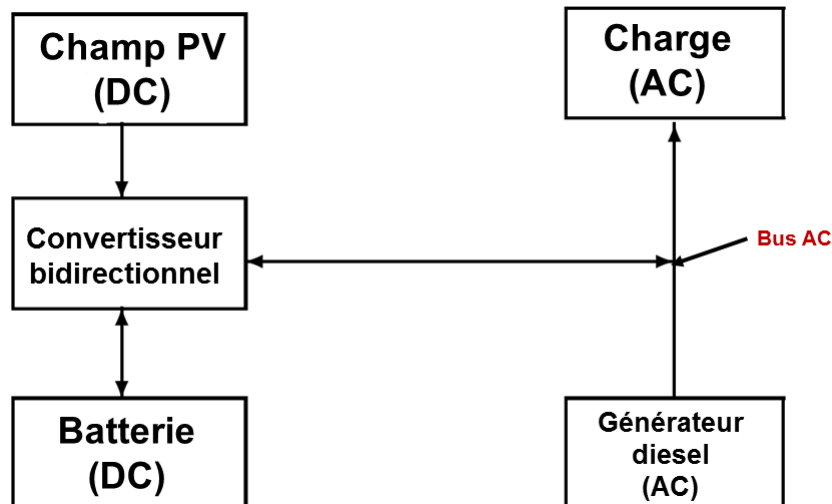 Champ PV
(DC)
Charge
(AC)
Convertisseur
bidirectionnel
Bus AC
Batterie
(DC)
Générateur
diesel
(AC)